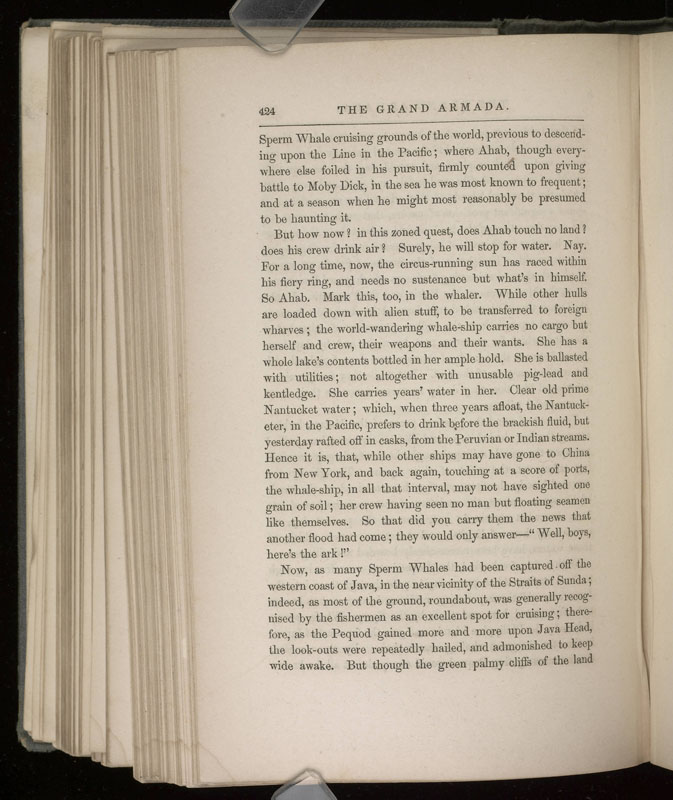 424 THE GRAND ARMADA.
Sperm Whale cruising grounds of the world, previous to descend-
ing upon the Line in the Pacific; where Ahab, though every-
where else foiled in his pursuit, firmly counted upon giving
battle to Moby Dick, in the sea he was most known to frequent;
and at a season when he might most reasonably be presumed
to be haunting it.
But how now? in this zoned quest, does Ahab touch no land?
does his crew drink air? Surely, he will stop for water. Nay.
For a long time, now, the circus-running sun has raced within
his fiery ring, and needs no sustenance but what's in himself.
So Ahab. Mark this, too, in the whaler. While other hulls
are loaded down with alien stuff, to be transferred to foreign
wharves; the world-wandering whale-ship carries no cargo but
herself and crew, their weapons and their wants. She has a
whole lake's contents bottled in her ample hold. She is ballasted
with utilities; not altogether with unusable pig-lead and
kentledge. She carries years' water in her. Clear old prime
Nantucket water; which, when three years afloat, the Nantuck-
eter, in the Pacific, prefers to drink before the brackish fluid, but
yesterday rafted off in casks, from the Peruvian or Indian streams.
Hence it is, that, while other ships may have gone to China
from New York, and back again, touching at a score of ports,
the whale-ship, in all that interval, may not have sighted one
grain of soil; her crew having seen no man but floating seamen
like themselves. So that did you carry them the news that
another flood had come; they would only answer—“Well, boys,
here's the ark!”
Now, as many Sperm Whales had been captured off the
western coast of Java, in the near vicinity of the Straits of Sunda;
indeed, as most of the ground, roundabout, was generally recog-
nised by the fishermen as an excellent spot for cruising; there-
fore, as the Pequod gained more and more upon Java Head,
the look-outs were repeatedly hailed, and admonished to keep
wide awake. But though the green palmy cliffs of the land